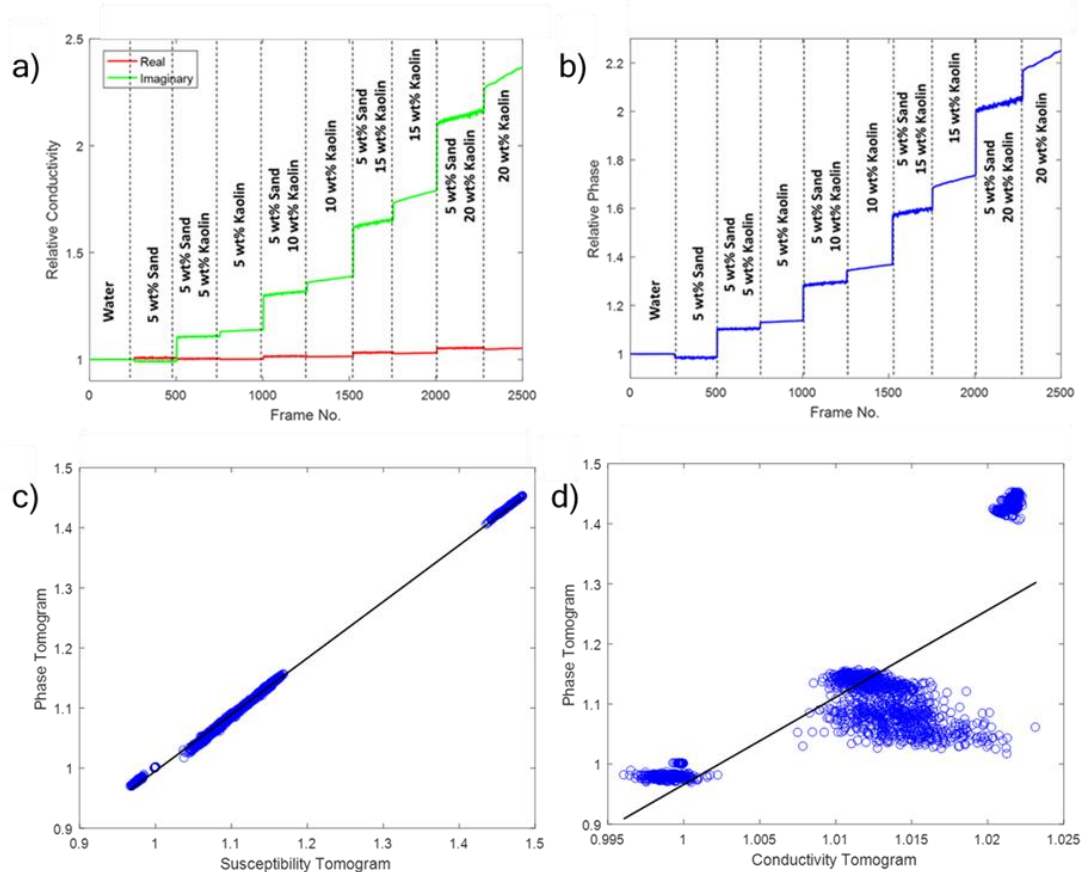 a)
2.5
2
1.5
1
Relative Conductivity
Real
Imaginary
Water
5 wt% Sand
5 wt% Sand
5 wt% Kaolin
5 wt% Kaolin
5 wt% Sand
10 wt% Kaolin
10 wt% Kaolin
5 wt% Sand
15 wt% Kaolin
15 wt% Kaolin
5 wt% Sand
20 wt% Kaolin
20 wt% Kaolin
0 500 1000 1500 2000 2500
Frame No.
b)
2.2
2
1.8
1.6
1.4
1.2
1
Relative Phase
Water
5 wt% Sand
5 wt% Sand
5 wt% Kaolin
5 wt% Kaolin
5 wt% Sand
10 wt% Kaolin
10 wt% Kaolin
5 wt% Sand
15 wt% Kaolin
15 wt% Kaolin
5 wt% Sand
20 wt% Kaolin
20 wt% Kaolin
0 500 1000 1500 2000 2500
Frame No.
c)
1.5
1.4
1.3
1.2
1.1
1
0.9
Phase Tomogram
0.9 1 1.1 1.2 1.3 1.4 1.5
Susceptibility Tomogram
d)
1.5
1.4
1.3
1.2
1.1
1
0.9
Phase Tomogram
0.995 1 1.005 1.01 1.015 1.02 1.025
Conductivity Tomogram